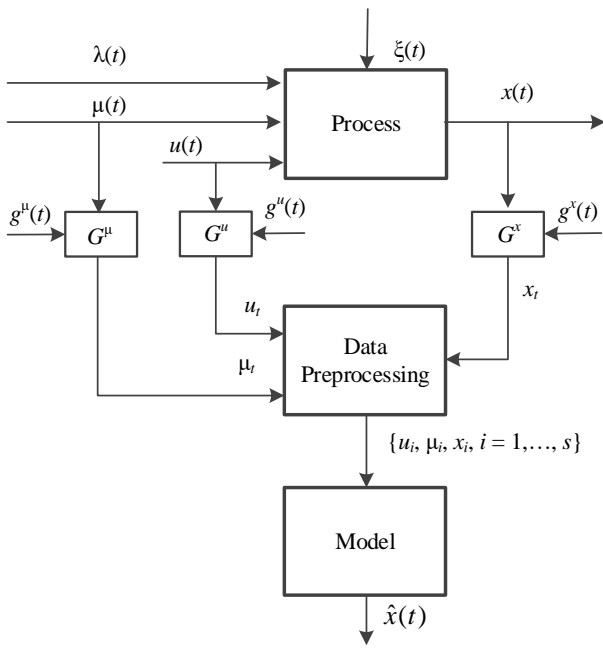 λ(t)
ξ(t)
x(t)
μ(t)
Process
u(t)
g^μ(t)
G^μ
G^u
g^u(t)
G^x
g^x(t)
u_t
x_t
Data
Preprocessing
μ_t
{u_i, μ_i, x_i, i = 1,..., s}
Model
x̂(t)